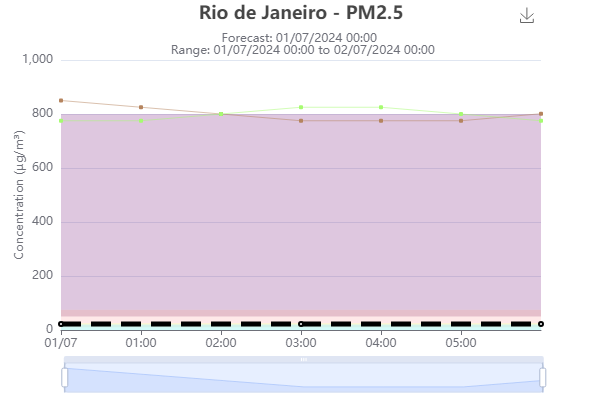 Rio de Janeiro - PM2.5
Forecast: 01/07/2024 00:00
Range: 01/07/2024 00:00 to 02/07/2024 00:00
Concentration (µg/m³)
1,000
800
600
400
200
0
01/07 01:00 02:00 03:00 04:00 05:00